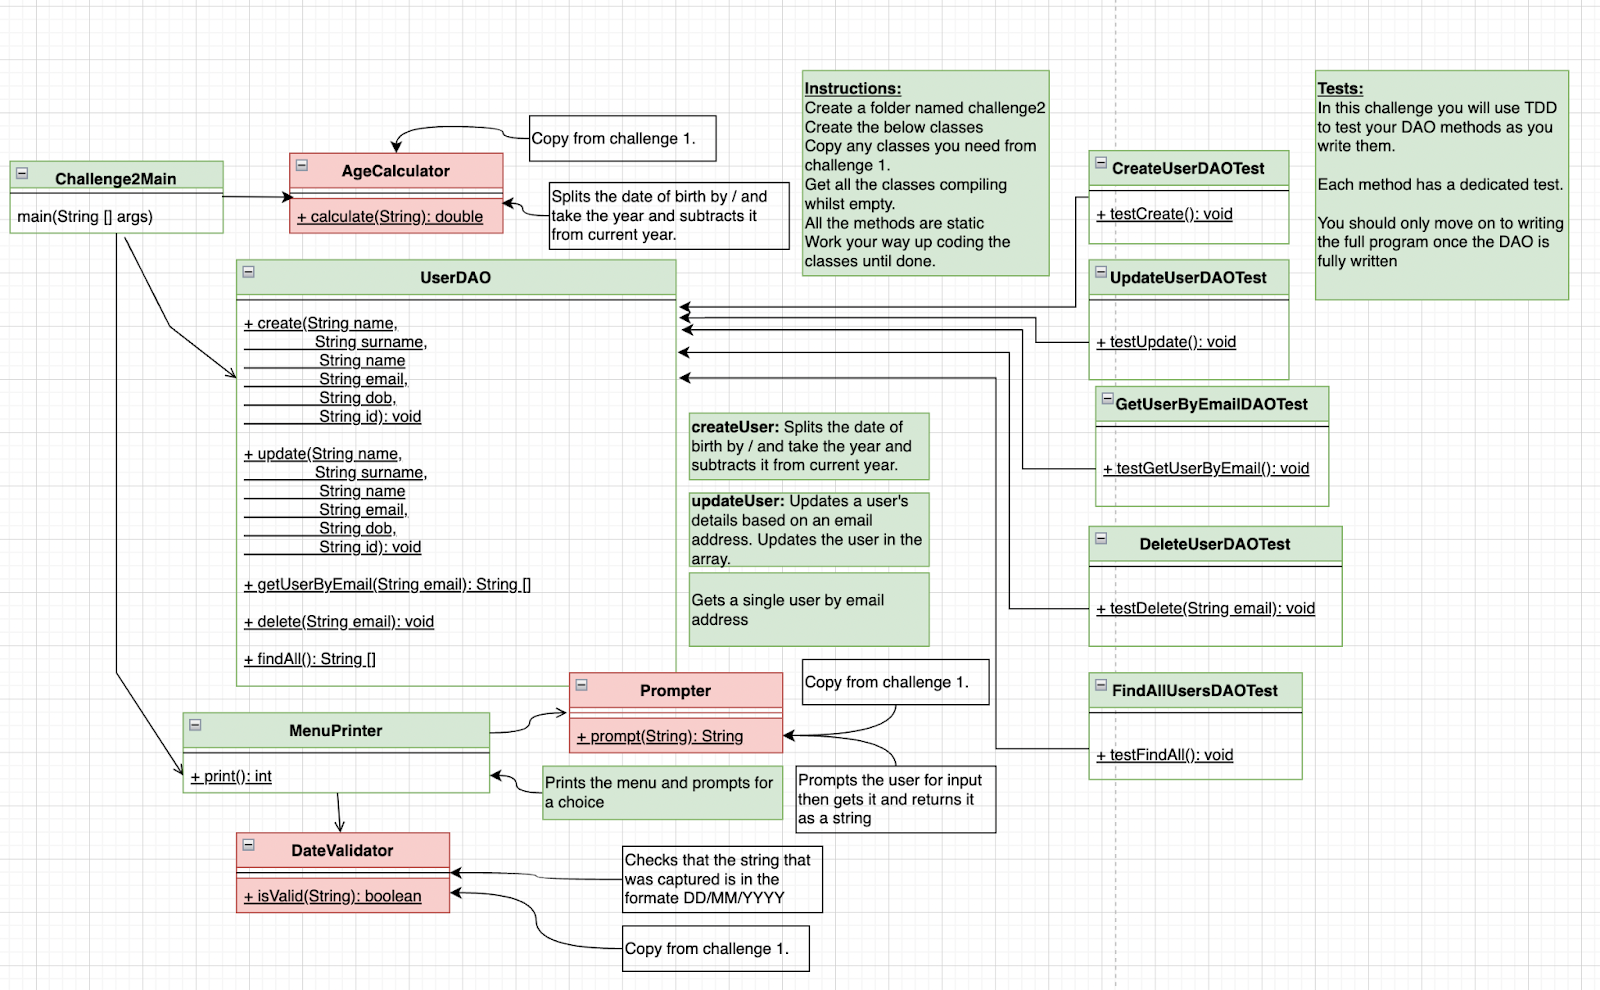 Instructions:
Create a folder named challenge2
Create the below classes
Copy any classes you need from
challenge 1.
Get all the classes compiling
whilst empty.
All the methods are static
Work your way up coding the
classes until done.
Tests:
In this challenge you will use TDD
to test your DAO methods as you
write them.
Each method has a dedicated test.
You should only move on to writing
the full program once the DAO is
fully written
Copy from challenge 1.
AgeCalculator
+ calculate(String): double
Splits the date of birth by / and
take the year and subtracts it
from current year.
Challenge2Main
main(String [] args)
UserDAO
+ create(String name,
String surname,
String name
String email,
String dob,
String id): void
+ update(String name,
String surname,
String name
String email,
String dob,
String id): void
+ getUserByEmail(String email): String []
+ delete(String email): void
+ findAll(): String []
createUser: Splits the date of
birth by / and take the year and
subtracts it from current year.
updateUser: Updates a user's
details based on an email
address. Updates the user in the
array.
Gets a single user by email
address
CreateUserDAOTest
+ testCreate(): void
UpdateUserDAOTest
+ testUpdate(): void
GetUserByEmailDAOTest
+ testGetUserByEmail(): void
DeleteUserDAOTest
+ testDelete(String email): void
FindAllUsersDAOTest
+ testFindAll(): void
Prompter
+ prompt(String): String
Copy from challenge 1.
Prompts the user for input
then gets it and returns it
as a string
MenuPrinter
+ print(): int
Prints the menu and prompts for
a choice
DateValidator
+ isValid(String): boolean
Checks that the string that
was captured is in the
formate DD/MM/YYYY
Copy from challenge 1.